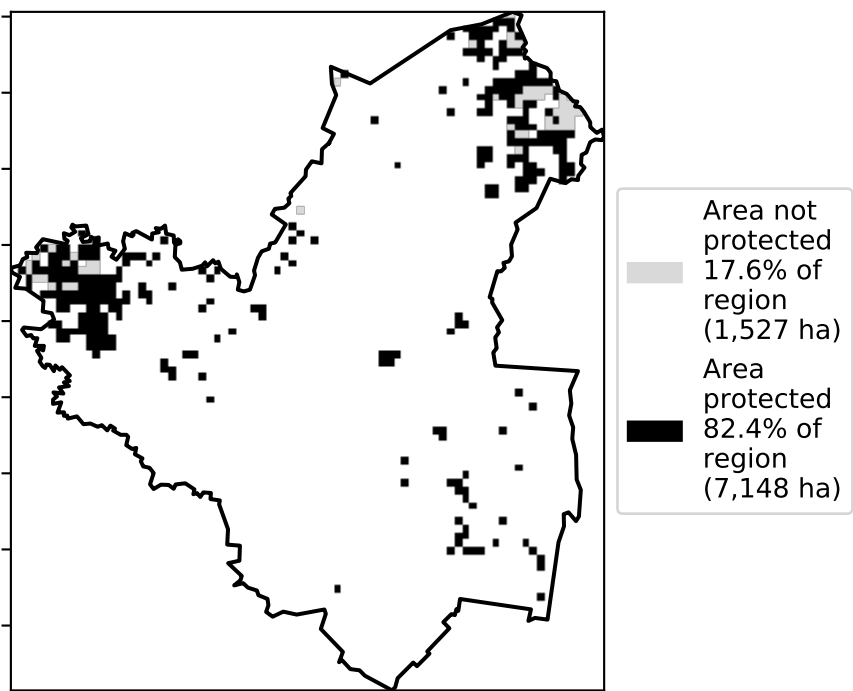 Area not
protected
17.6% of
region
(1,527 ha)
Area
protected
82.4% of
region
(7,148 ha)